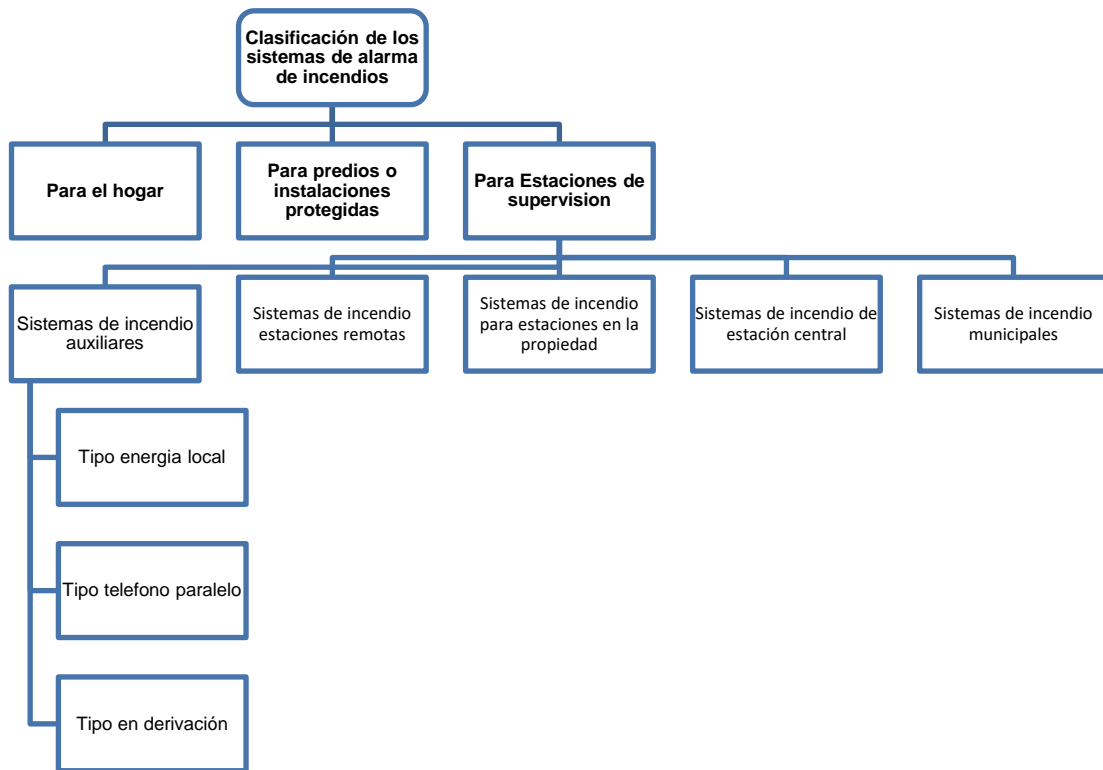 Clasificación de los
sistemas de alarma
de incendios
Para el hogar
Para predios o
instalaciones
protegidas
Para Estaciones de
supervision
Sistemas de incendio
auxiliares
Sistemas de incendio
estaciones remotas
Sistemas de incendio
para estaciones en la
propiedad
Sistemas de incendio de
estación central
Sistemas de incendio
municipales
Tipo energia local
Tipo telefono paralelo
Tipo en derivación